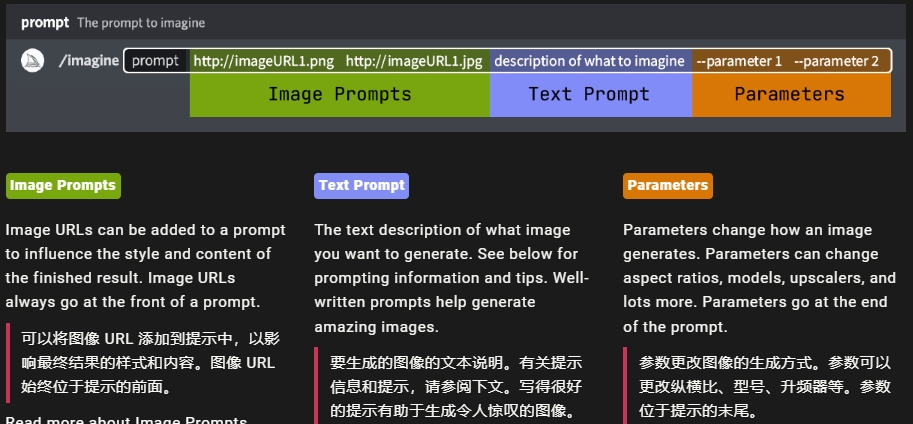 prompt The prompt to imagine
/imagine prompt http://imageURL1.png http://imageURL1.jpg description of what to imagine --parameter 1 --parameter 2
Image Prompts Text Prompt Parameters
Image Prompts
Image URLs can be added to a prompt
to influence the style and content of
the finished result. Image URLs
always go at the front of a prompt.
可以将图像 URL 添加到提示中，以影
响最终结果的样式和内容。图像 URL
始终位于提示的前面。
Read more about Image Prompts
Text Prompt
The text description of what image
you want to generate. See below for
prompting information and tips. Well-
written prompts help generate
amazing images.
要生成的图像的文本说明。有关提示
信息和提示，请参阅下文。写得很好
的提示有助于生成令人惊叹的图像。
Parameters
Parameters change how an image
generates. Parameters can change
aspect ratios, models, upscalers, and
lots more. Parameters go at the end
of the prompt.
参数更改图像的生成方式。参数可以
更改纵横比、型号、升频器等。参数
位于提示的末尾。